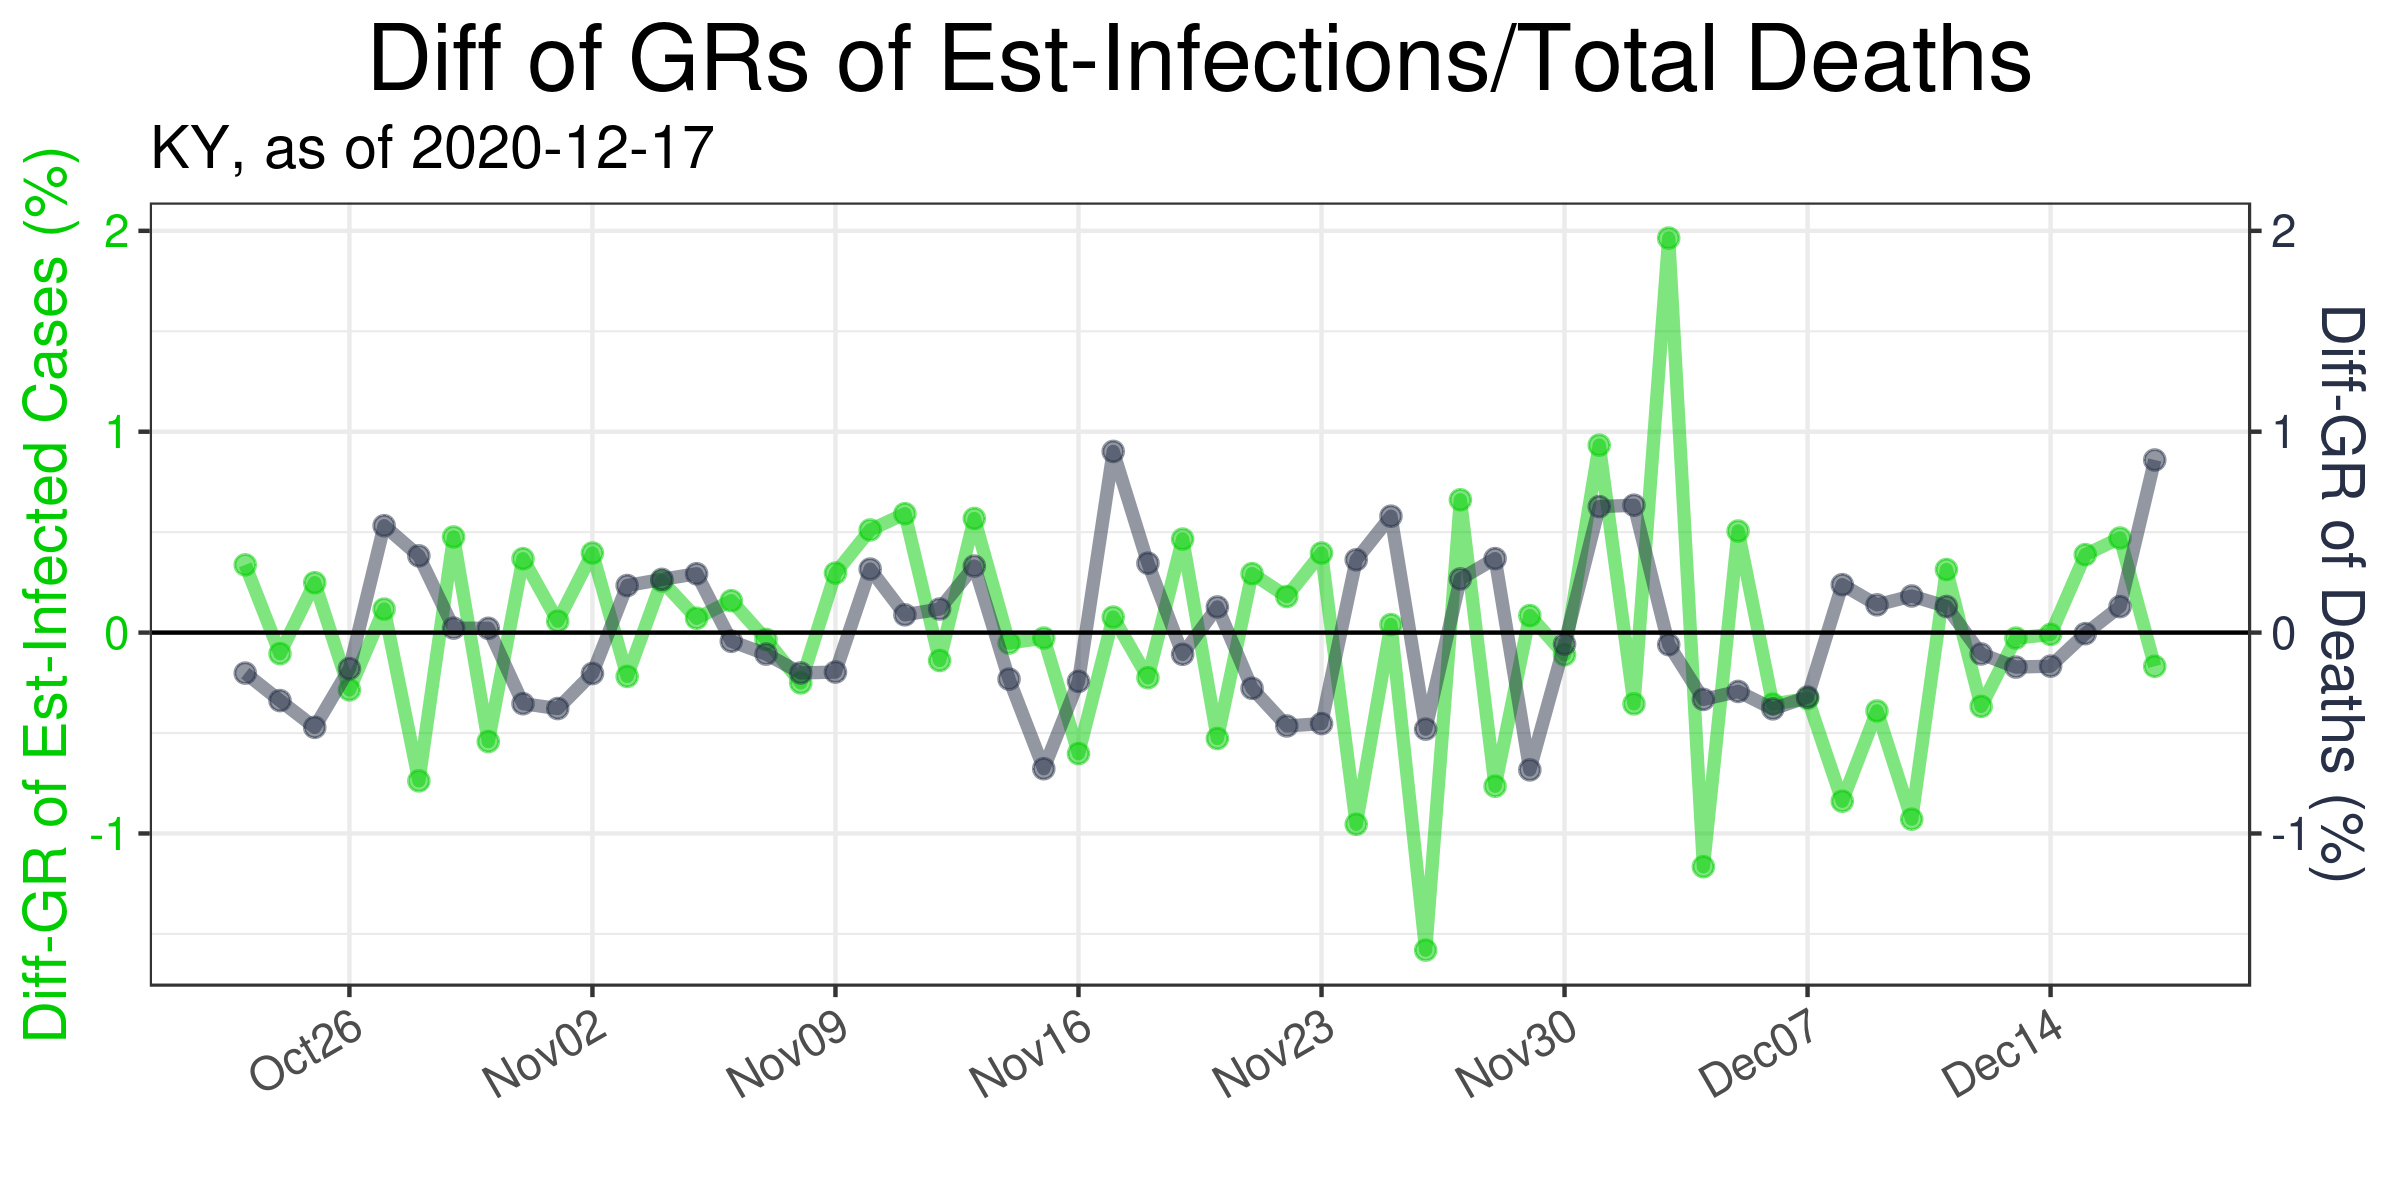 Diff of GRs of Est-Infections/Total Deaths
KY, as of 2020-12-17
Diff-GR of Est-Infected Cases (%)
2
1
0
-1
2
1
0
-1
Diff-GR of Deaths (%)
Oct26
Nov02
Nov09
Nov16
Nov23
Nov30
Dec07
Dec14